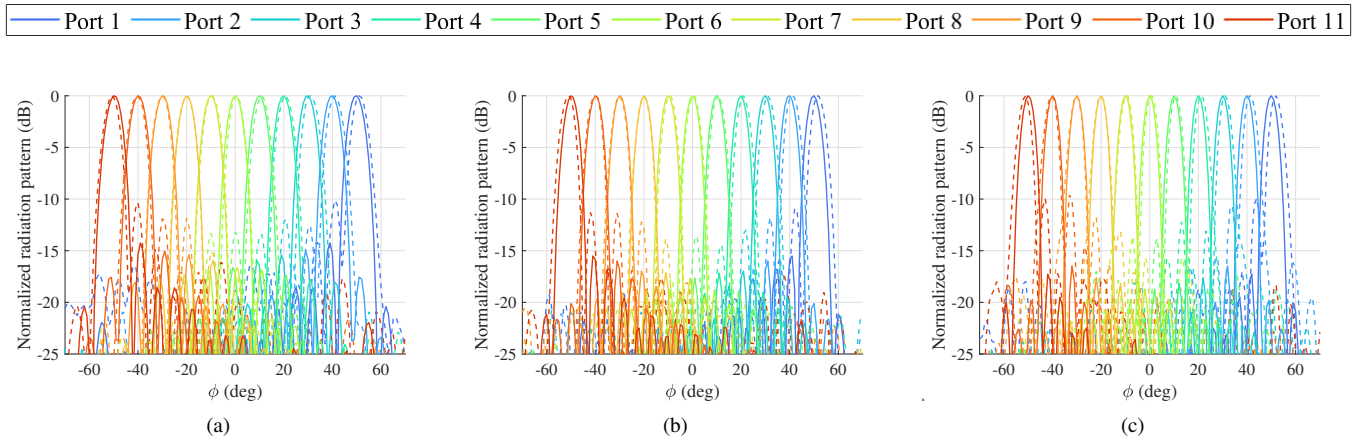 Port 1 Port 2 Port 3 Port 4 Port 5 Port 6 Port 7 Port 8 Port 9 Port 10 Port 11
Normalized radiation pattern (dB)
0
-5
-10
-15
-20
-25
-60 -40 -20 0 20 40 60
ϕ (deg)
(a)
Normalized radiation pattern (dB)
0
-5
-10
-15
-20
-25
-60 -40 -20 0 20 40 60
ϕ (deg)
(b)
Normalized radiation pattern (dB)
0
-5
-10
-15
-20
-25
-60 -40 -20 0 20 40 60
ϕ (deg)
(c)